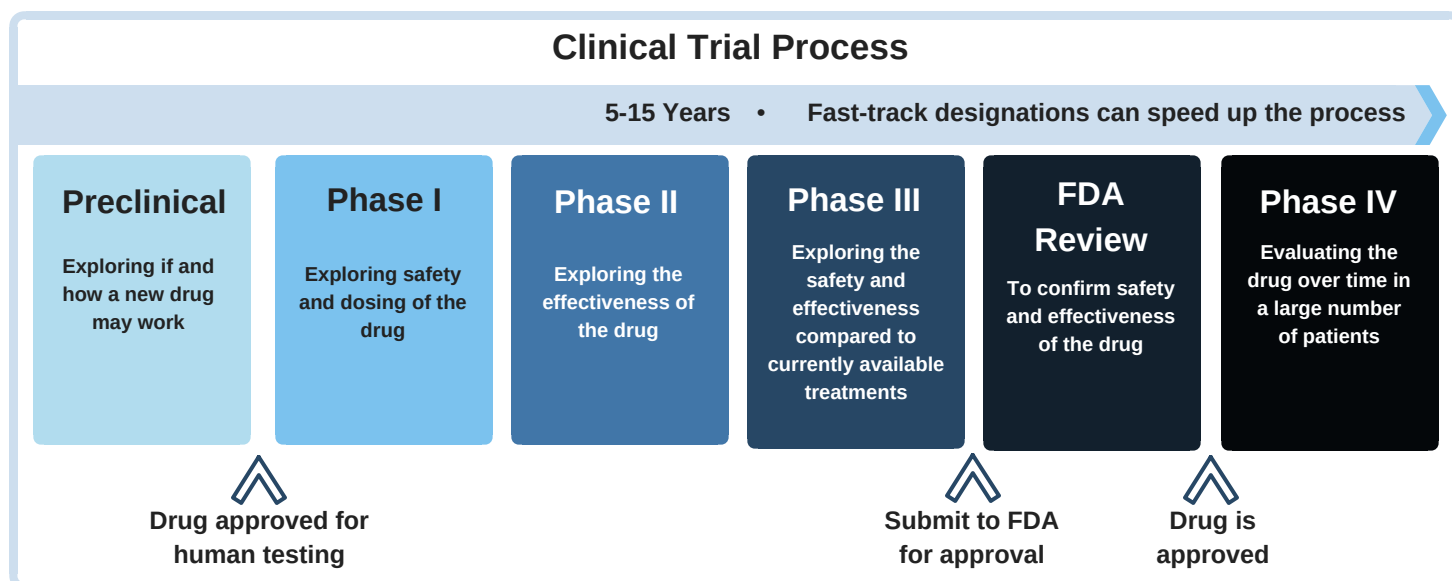 Clinical Trial Process
5-15 Years • Fast-track designations can speed up the process
Preclinical
Exploring if and
how a new drug
may work
Phase I
Exploring safety
and dosing of the
drug
Phase II
Exploring the
effectiveness of
the drug
Phase III
Exploring the
safety and
effectiveness
compared to
currently available
treatments
FDA
Review
To confirm safety
and effectiveness
of the drug
Phase IV
Evaluating the
drug over time in
a large number
of patients
Drug approved for
human testing
Submit to FDA
for approval
Drug is
approved